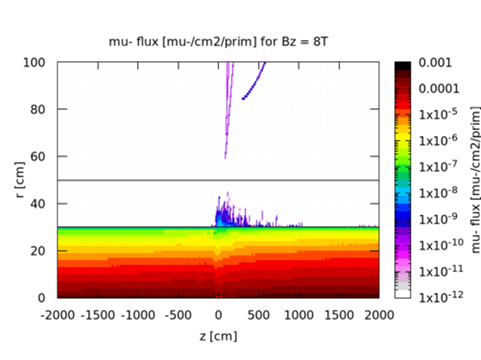 mu- flux [mu-/cm2/prim] for Bz = 8T
100
80
60
40
20
0
r [cm]
-2000 -1500 -1000 -500 0 500 1000 1500 2000
z [cm]
0.001
0.0001
1x10-5
1x10-6
1x10-7
1x10-8
1x10-9
1x10-10
1x10-11
1x10-12
mu- flux [mu-/cm2/prim]